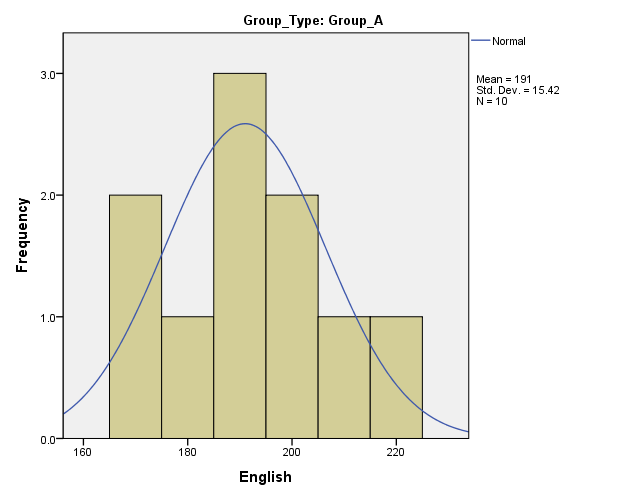 Group_Type: Group_A
Normal
Mean = 191
Std. Dev. = 15.42
N = 10
Frequency
3.0
2.0
1.0
0.0
160 180 200 220
English